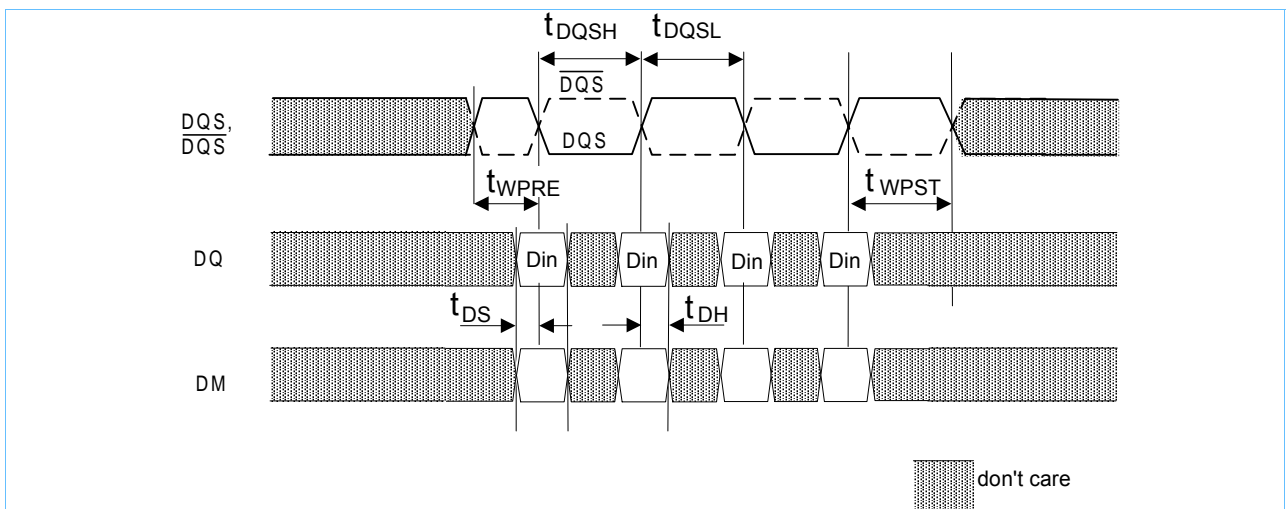 tDQSH tDQSL
DQS
DQS,
DQS
DQS
tWPRE tWPST
DQ Din Din Din Din
tDS tDH
DM
don't care